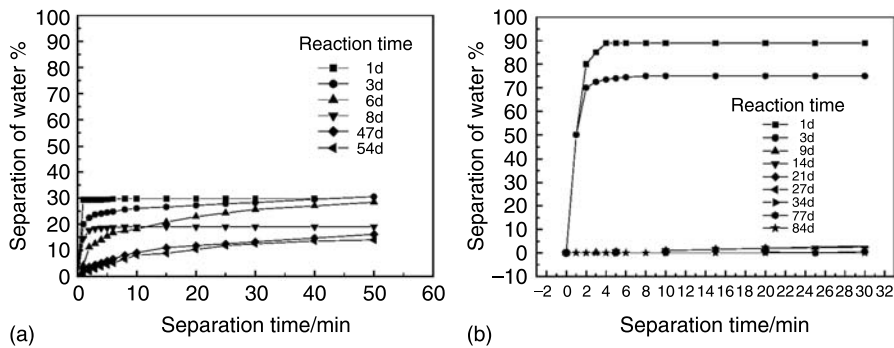 100
90
80
70
60
50
40
30
20
10
0
Separation of water %
Reaction time
1d
3d
6d
8d
47d
54d
0 10 20 30 40 50 60
Separation time/min
(a)
100
90
80
70
60
50
40
30
20
10
0
−10
Separation of water %
Reaction time
1d
3d
9d
14d
21d
27d
34d
77d
84d
−2 0 2 4 6 8 10 12 14 16 18 20 22 24 26 28 30 32
Separation time/min
(b)